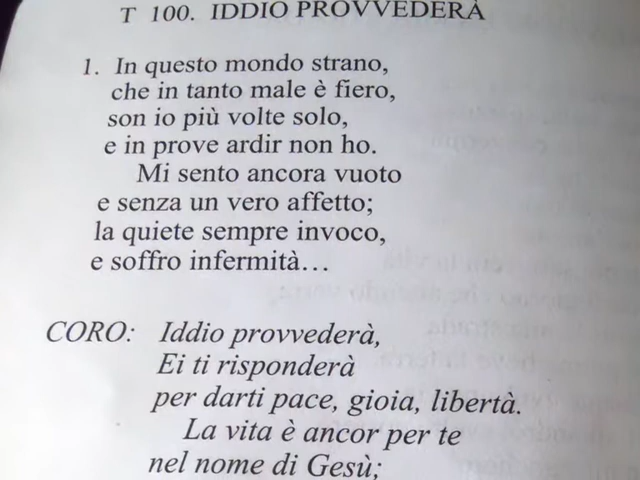 T 100. IDDIO PROVVEDERÀ
1. In questo mondo strano,
che in tanto male è fiero,
son io più volte solo,
e in prove ardir non ho.
Mi sento ancora vuoto
e senza un vero affetto;
la quiete sempre invoco,
e soffro infermità…
CORO: Iddio provvederà,
Ei ti risponderà
per darti pace, gioia, libertà.
La vita è ancor per te
nel nome di Gesù;